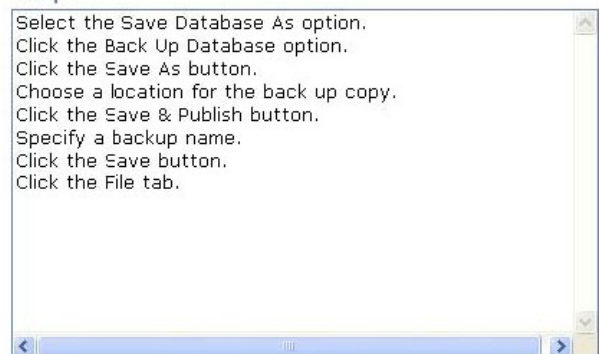 Select the Save Database As option.
Click the Back Up Database option.
Click the Save As button.
Choose a location for the back up copy.
Click the Save & Publish button.
Specify a backup name.
Click the Save button.
Click the File tab.